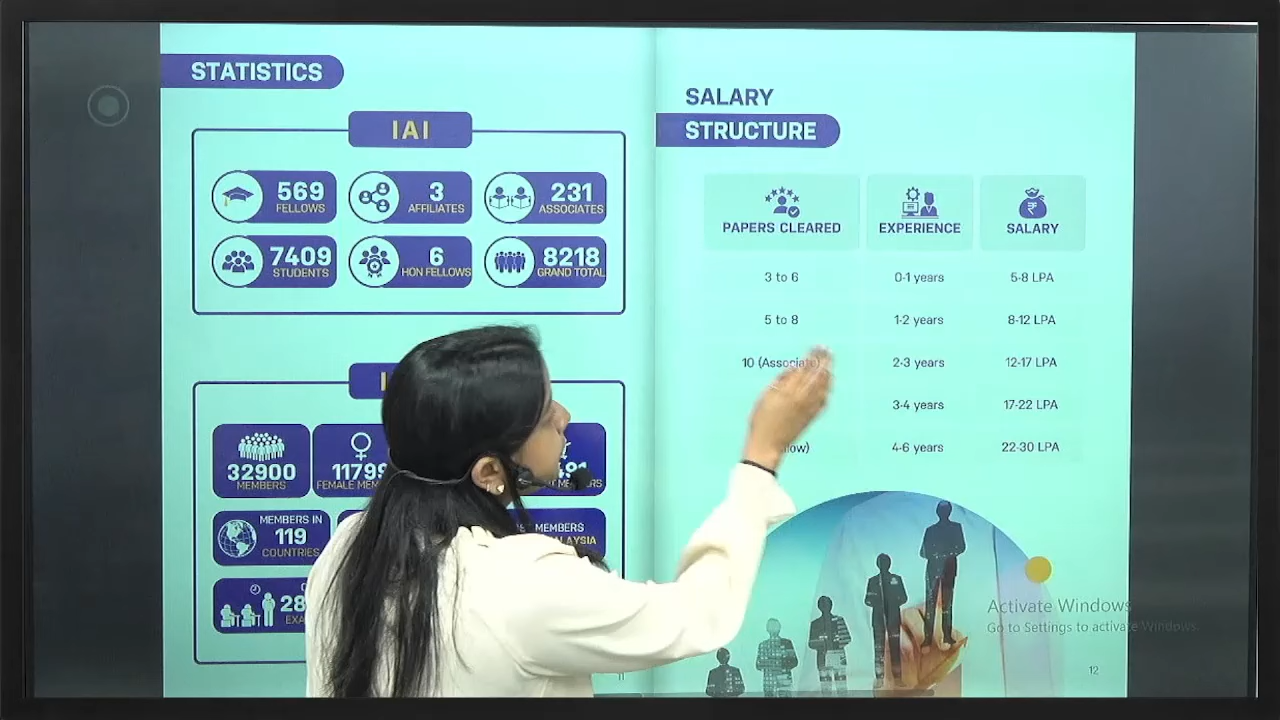 STATISTICS
IAI
569
FELLOWS
3
AFFILIATES
231
ASSOCIATES
7409
STUDENTS
6
HON FELLOWS
8218
GRAND TOTAL
32900
MEMBERS
11799
MEMBERS IN
119
COUNTRIES
MEMBERS
28
SALARY
STRUCTURE
PAPERS CLEARED EXPERIENCE SALARY
3 to 6 0-1 years 5-8 LPA
5 to 8 1-2 years 8-12 LPA
10 (Associate) 2-3 years 12-17 LPA
3-4 years 17-22 LPA
4-6 years 22-30 LPA
Activate Windows
Go to Settings to activate Windows.
12